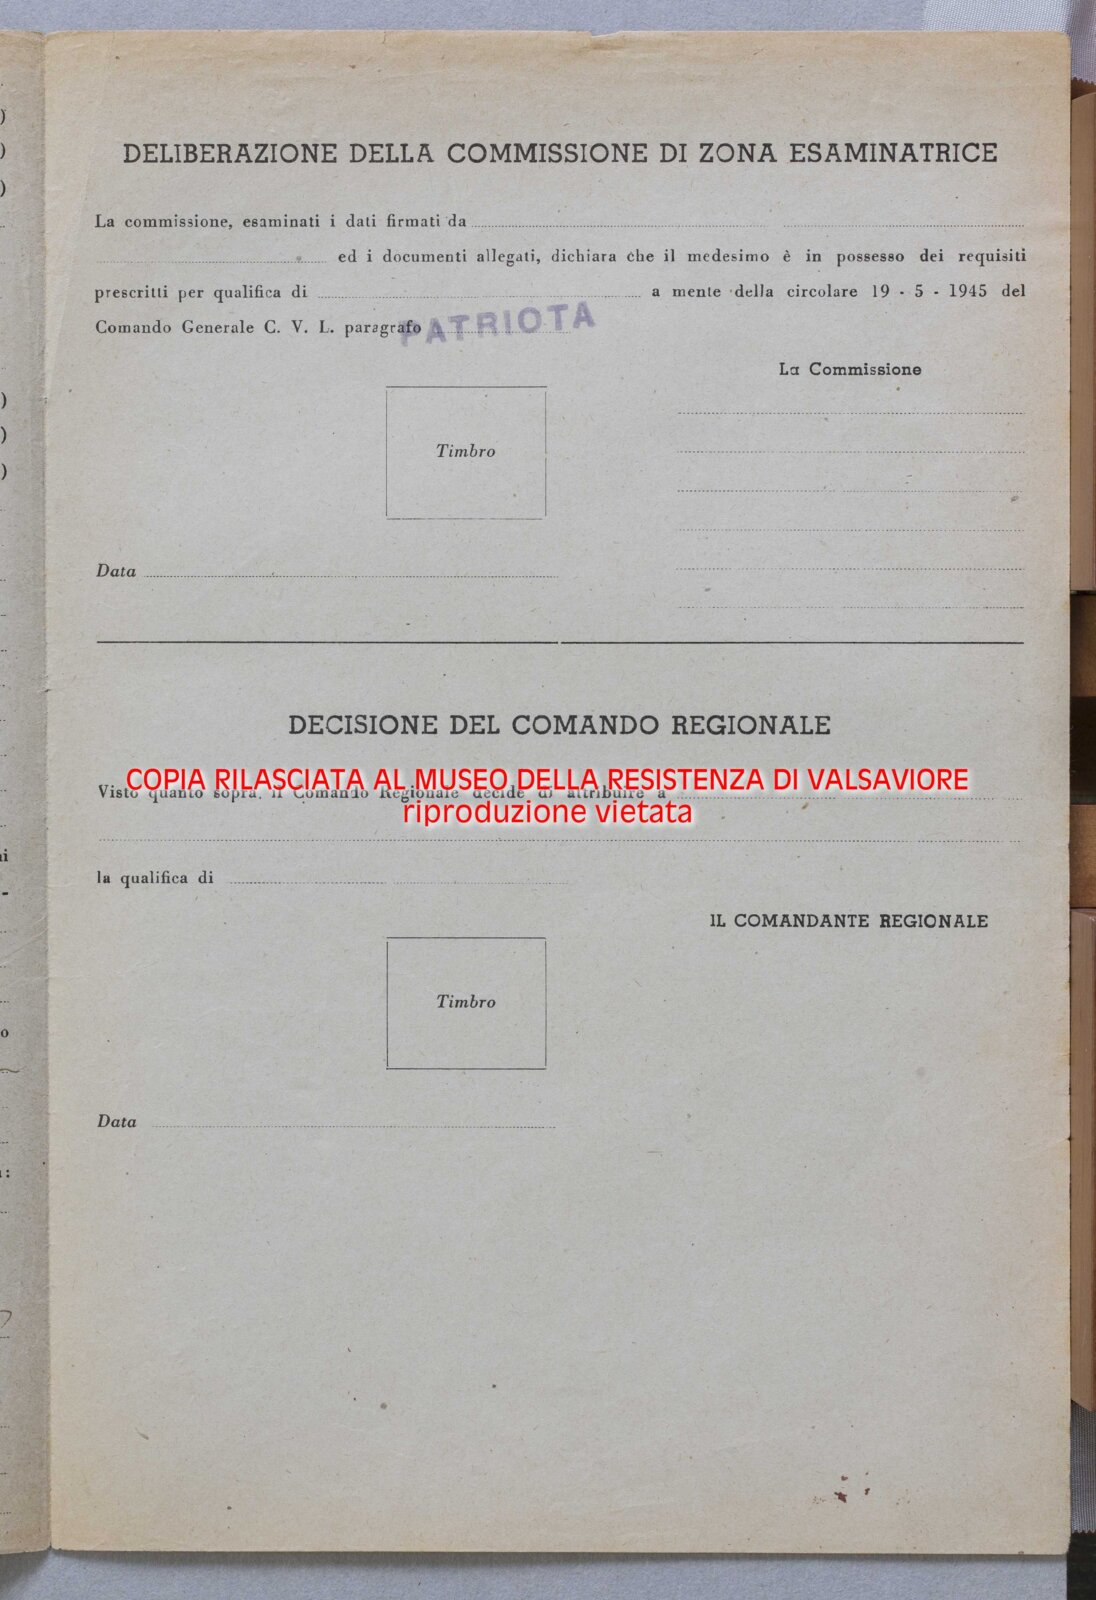 DELIBERAZIONE DELLA COMMISSIONE DI ZONA ESAMINATRICE
La commissione, esaminati i dati firmati da
ed i documenti allegati, dichiara che il medesimo è in possesso dei requisiti
prescritti per qualifica di a mente della circolare 19 - 5 - 1945 del
Comando Generale C. V. L. paragrafo
PATRIOTA
La Commissione
Timbro
Data
DECISIONE DEL COMANDO REGIONALE
COPIA RILASCIATA AL MUSEO DELLA RESISTENZA DI VALSAVIORE
Visto quanto sopra, il Comando Regionale decide di attribuire a
riproduzione vietata
la qualifica di
IL COMANDANTE REGIONALE
Timbro
Data